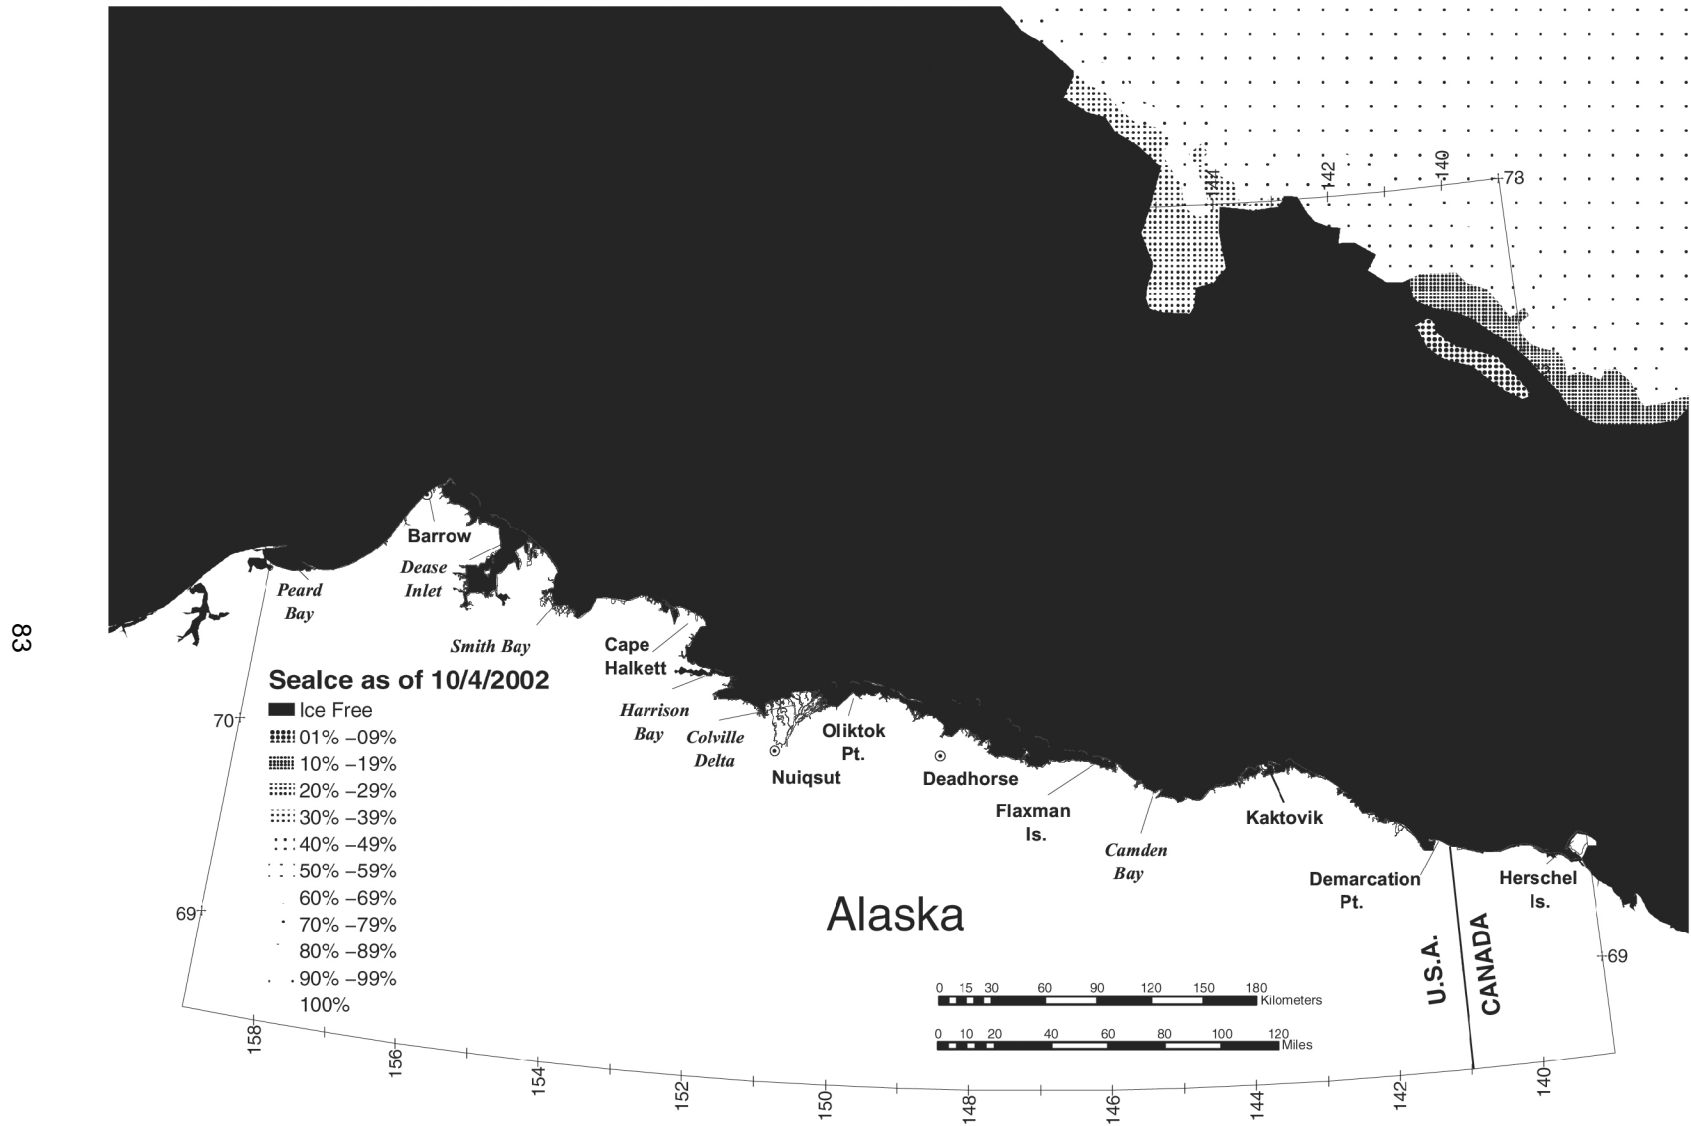 144
142
140
73
Barrow
Dease
Inlet
Peard
Bay
Smith Bay
Cape
Halkett
83
SeaIce as of 10/4/2002
Ice Free
01% –09%
10% –19%
20% –29%
30% –39%
40% –49%
50% –59%
60% –69%
70% –79%
80% –89%
90% –99%
100%
70
69
Harrison
Bay
Colville
Delta
Oliktok
Pt.
Nuiqsut
Deadhorse
Flaxman
Is.
Camden
Bay
Kaktovik
Demarcation
Pt.
Herschel
Is.
Alaska
U.S.A.
CANADA
69
0 15 30 60 90 120 150 180
Kilometers
0 10 20 40 60 80 100 120
Miles
158
156
154
152
150
148
146
144
142
140